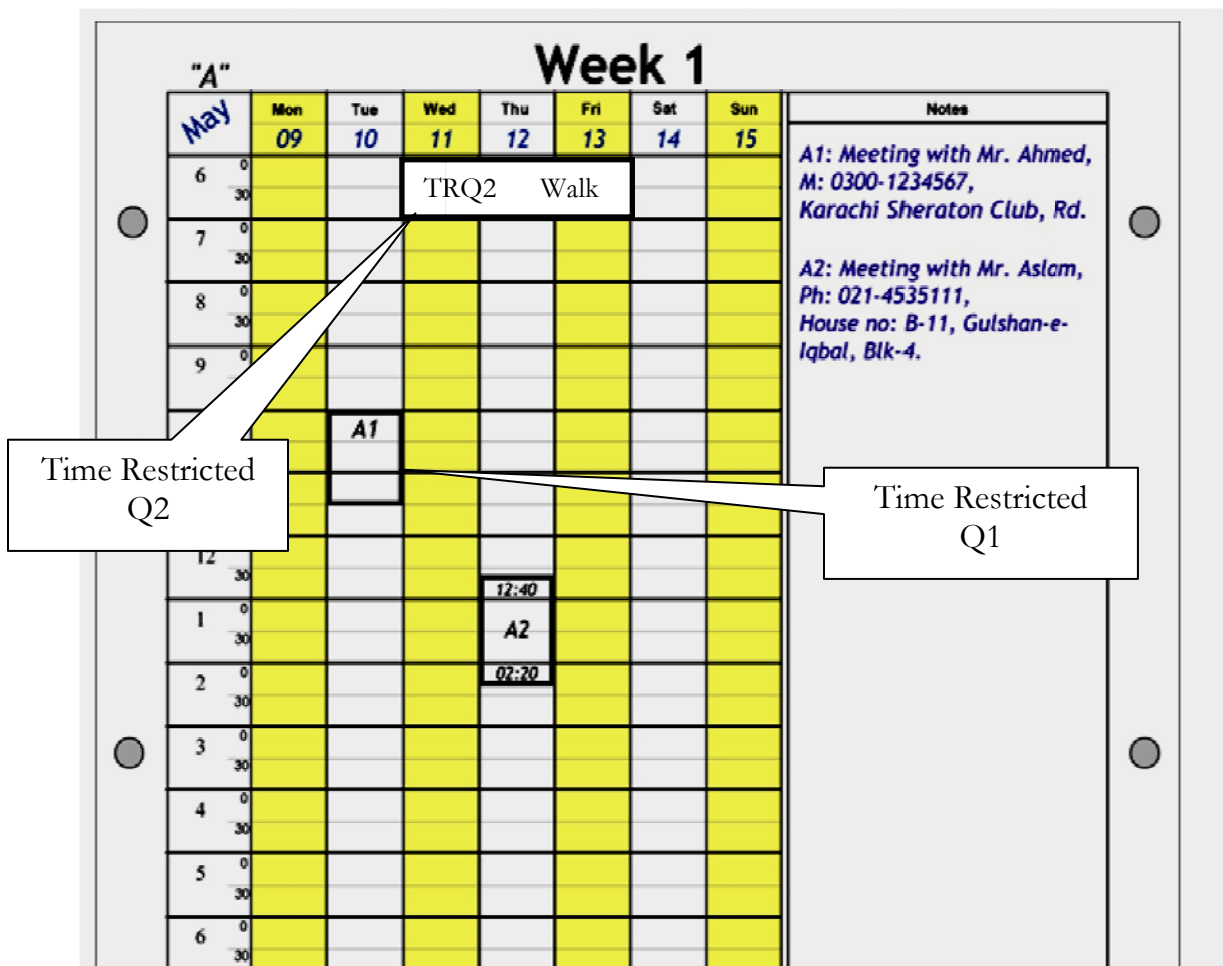 Week 1
"A"
May
Mon Tue Wed Thu Fri Sat Sun
09 10 11 12 13 14 15
Notes
A1: Meeting with Mr. Ahmed,
M: 0300-1234567,
Karachi Sheraton Club, Rd.
A2: Meeting with Mr. Aslam,
Ph: 021-4535111,
House no: B-11, Gulshan-e-
Iqbal, Blk-4.
6 0
30
TRQ2 Walk
7 0
30
8 0
30
9 0
A1
Time Restricted
Q2
Time Restricted
Q1
12
30
12:40
1 0
30
A2
2 0
02:20
30
3 0
30
4 0
30
5 0
30
6 0
30